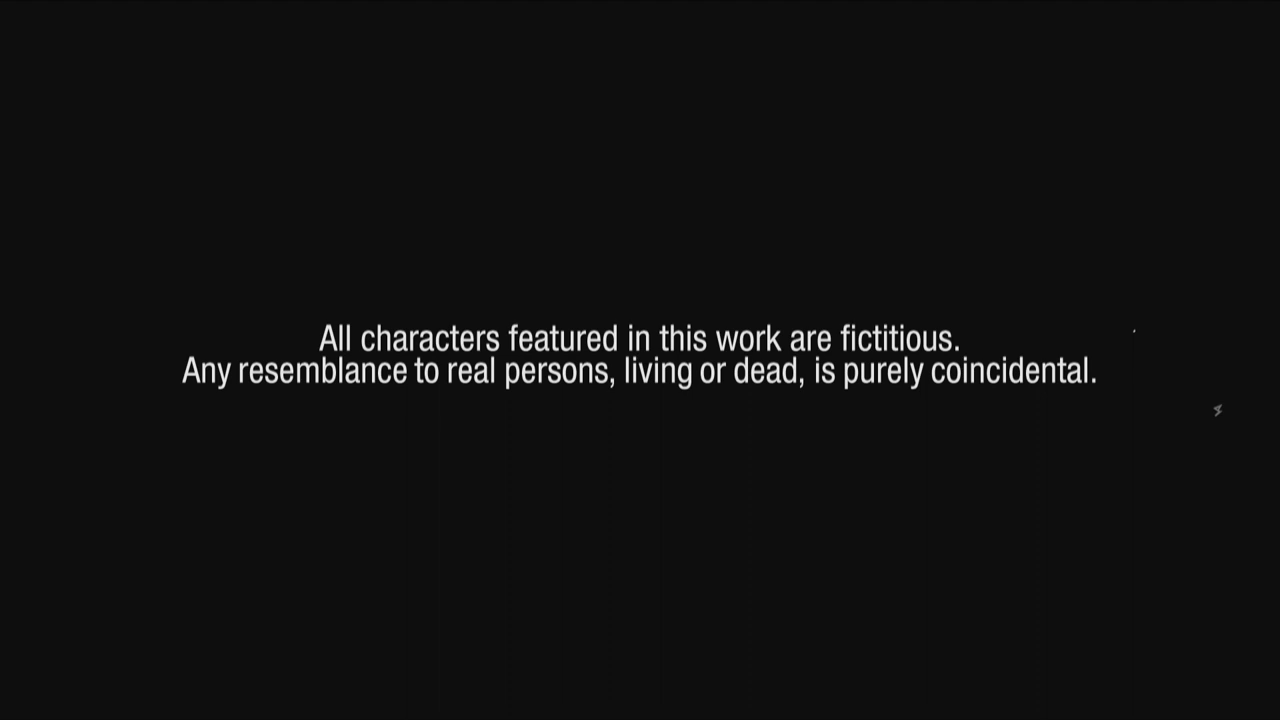 All characters featured in this work are fictitious.
Any resemblance to real persons, living or dead, is purely coincidental.